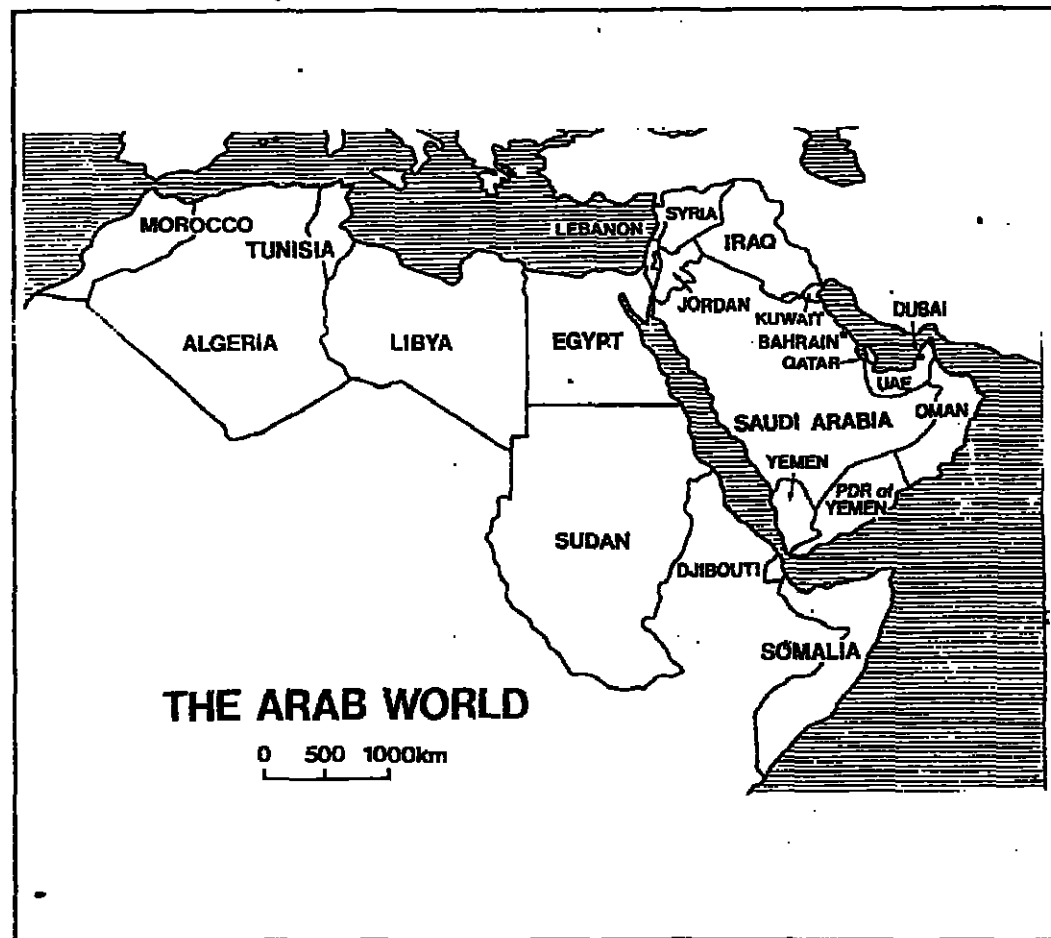 MOROCCO
TUNISIA
ALGERIA
LIBYA
EGYPT
LEBANON
SYRIA
IRAQ
JORDAN
KUWAIT
BAHRAIN
QATAR
DUBAI
UAE
SAUDI ARABIA
OMAN
YEMEN
PDR of
YEMEN
SUDAN
DJIBOUTI
SOMALIA
THE ARAB WORLD
0 500 1000km